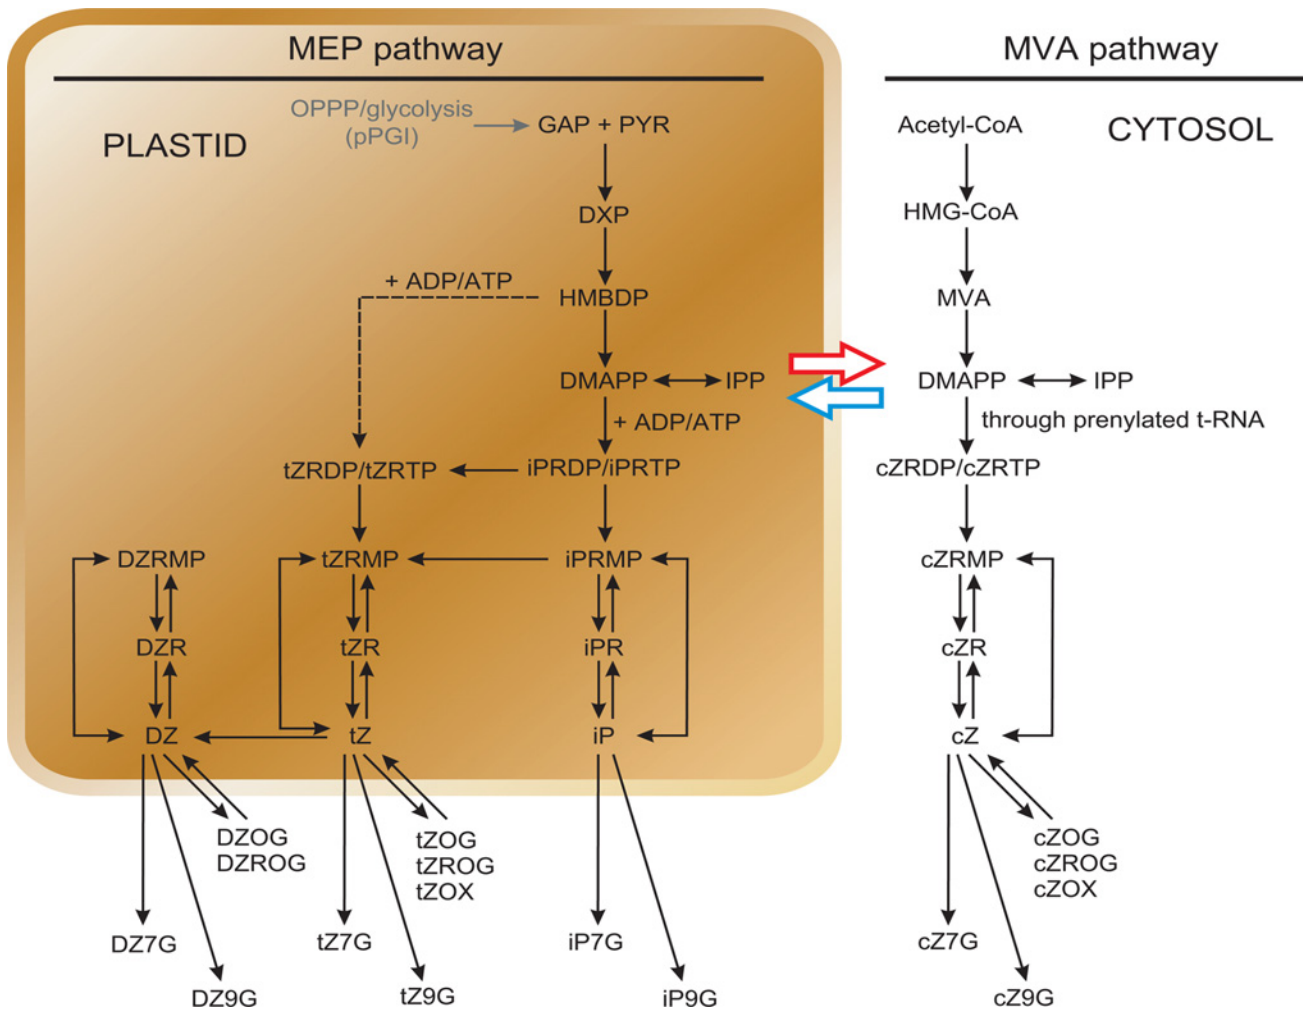 MEP pathway
MVA pathway
PLASTID
OPPP/glycolysis
(pPGI)
GAP + PYR
Acetyl-CoA
CYTOSOL
DXP
HMG-CoA
+ ADP/ATP
HMBDP
MVA
DMAPP
IPP
DMAPP
IPP
+ ADP/ATP
through prenylated t-RNA
tZRDP/tZRTP
iPRDP/iPRTP
cZRDP/cZRTP
DZRMP
tZRMP
iPRMP
cZRMP
DZR
tZR
iPR
cZR
DZ
tZ
iP
cZ
DZOG
DZROG
tZOG
tZROG
tZOX
cZOG
cZROG
cZOX
DZ7G
tZ7G
iP7G
cZ7G
DZ9G
tZ9G
iP9G
cZ9G